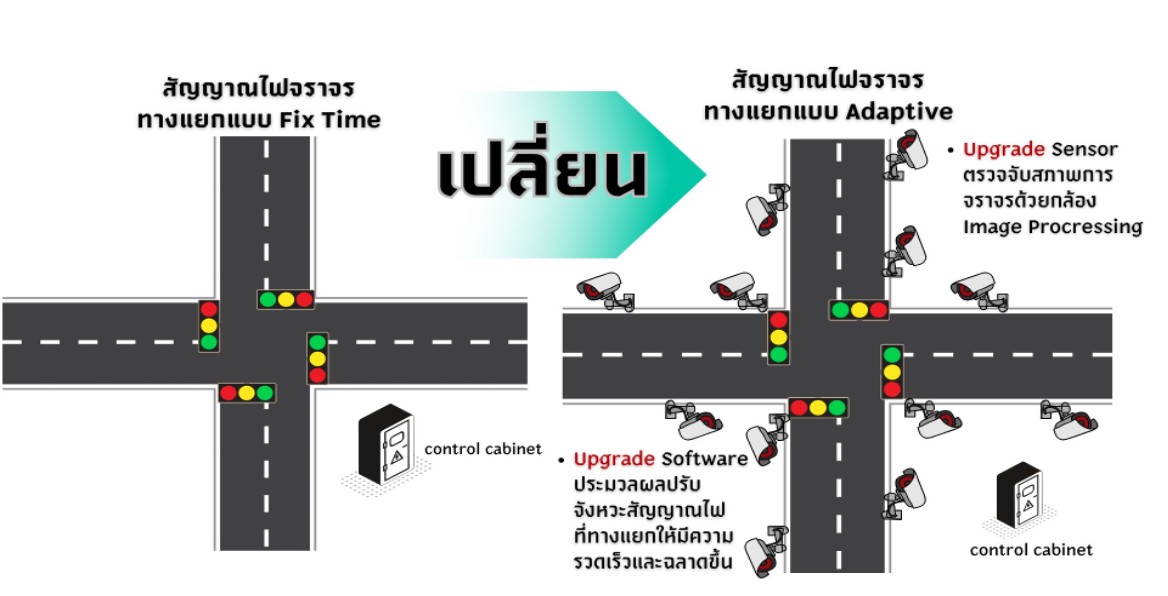 สัญญาณไฟจราจร
ทางแยกแบบ Fix Time
control cabinet
เปลี่ยน
สัญญาณไฟจราจร
ทางแยกแบบ Adaptive
• Upgrade Sensor
ตรวจจับสภาพการ
จราจรด้วยกล้อง
Image Procressing
• Upgrade Software
ประมวลผลปรับ
จังหวะสัญญาณไฟ
ที่ทางแยกให้มีความ
รวดเร็วและฉลาดขึ้น
control cabinet